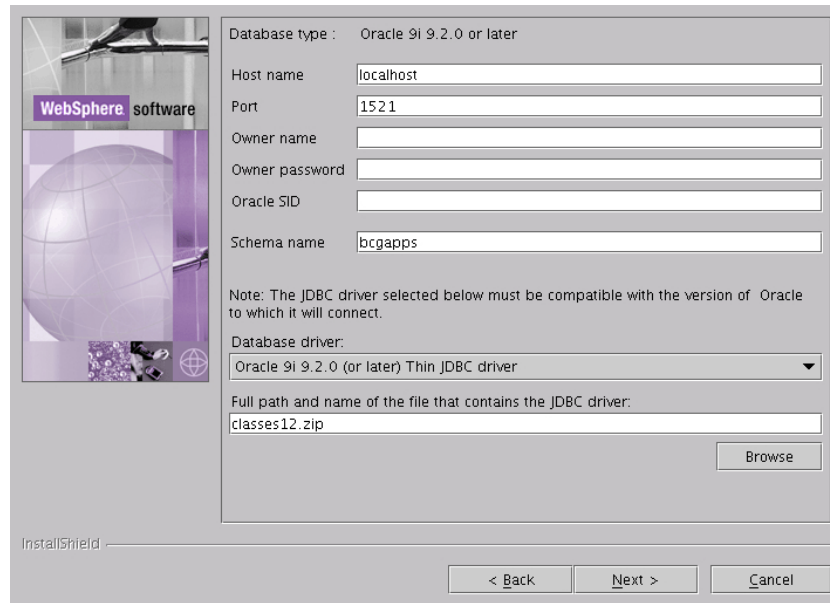 WebSphere software
Database type : Oracle 9i 9.2.0 or later
Host name localhost
Port 1521
Owner name
Owner password
Oracle SID
Schema name bcgapps
Note: The JDBC driver selected below must be compatible with the version of Oracle
to which it will connect.
Database driver:
Oracle 9i 9.2.0 (or later) Thin JDBC driver
Full path and name of the file that contains the JDBC driver:
classes12.zip
Browse
InstallShield
< Back Next > Cancel